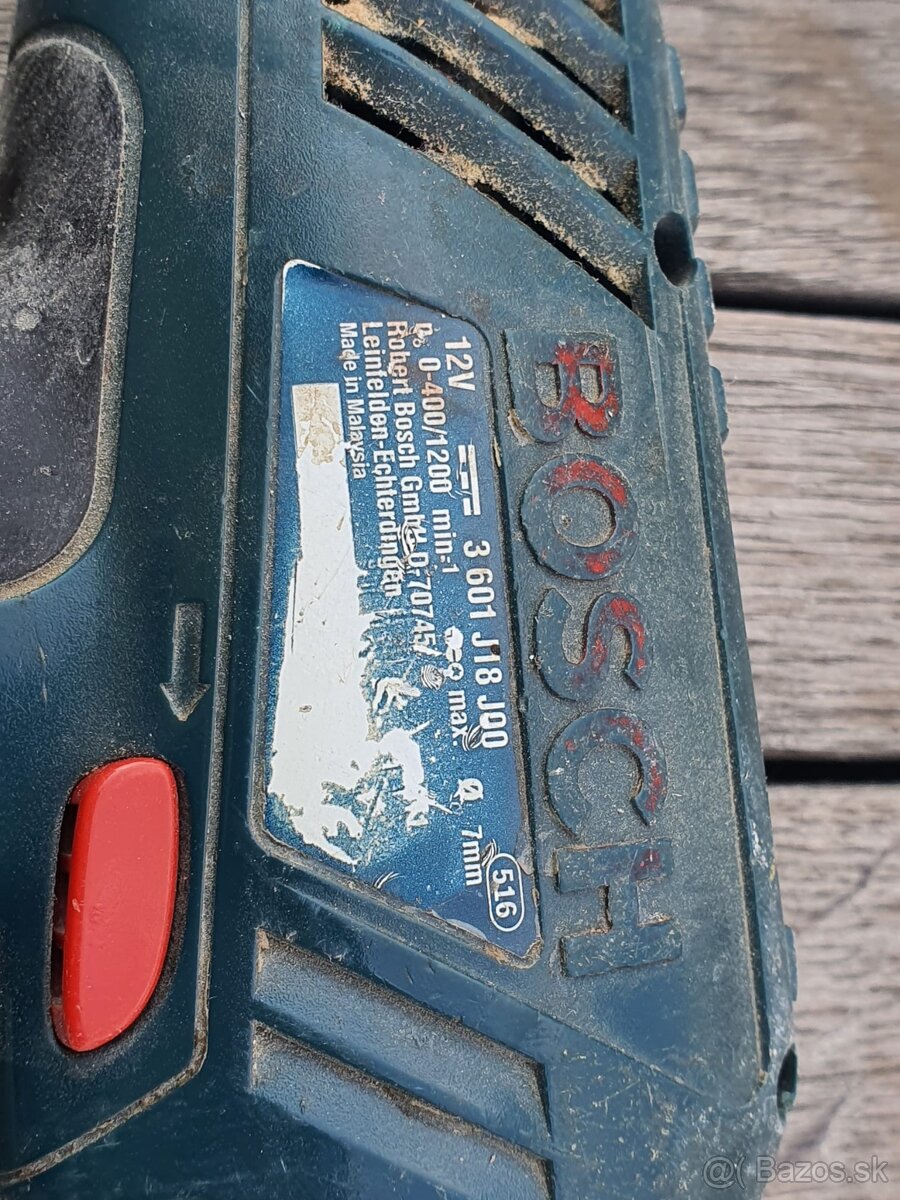 BOSCH
12V 3 601 J18 J00 516
0-400/1200 min-1 max. Ø 7mm
Robert Bosch GmbH D-70745
Leinfelden-Echterdingen
Made in Malaysia
@( Bazos.sk